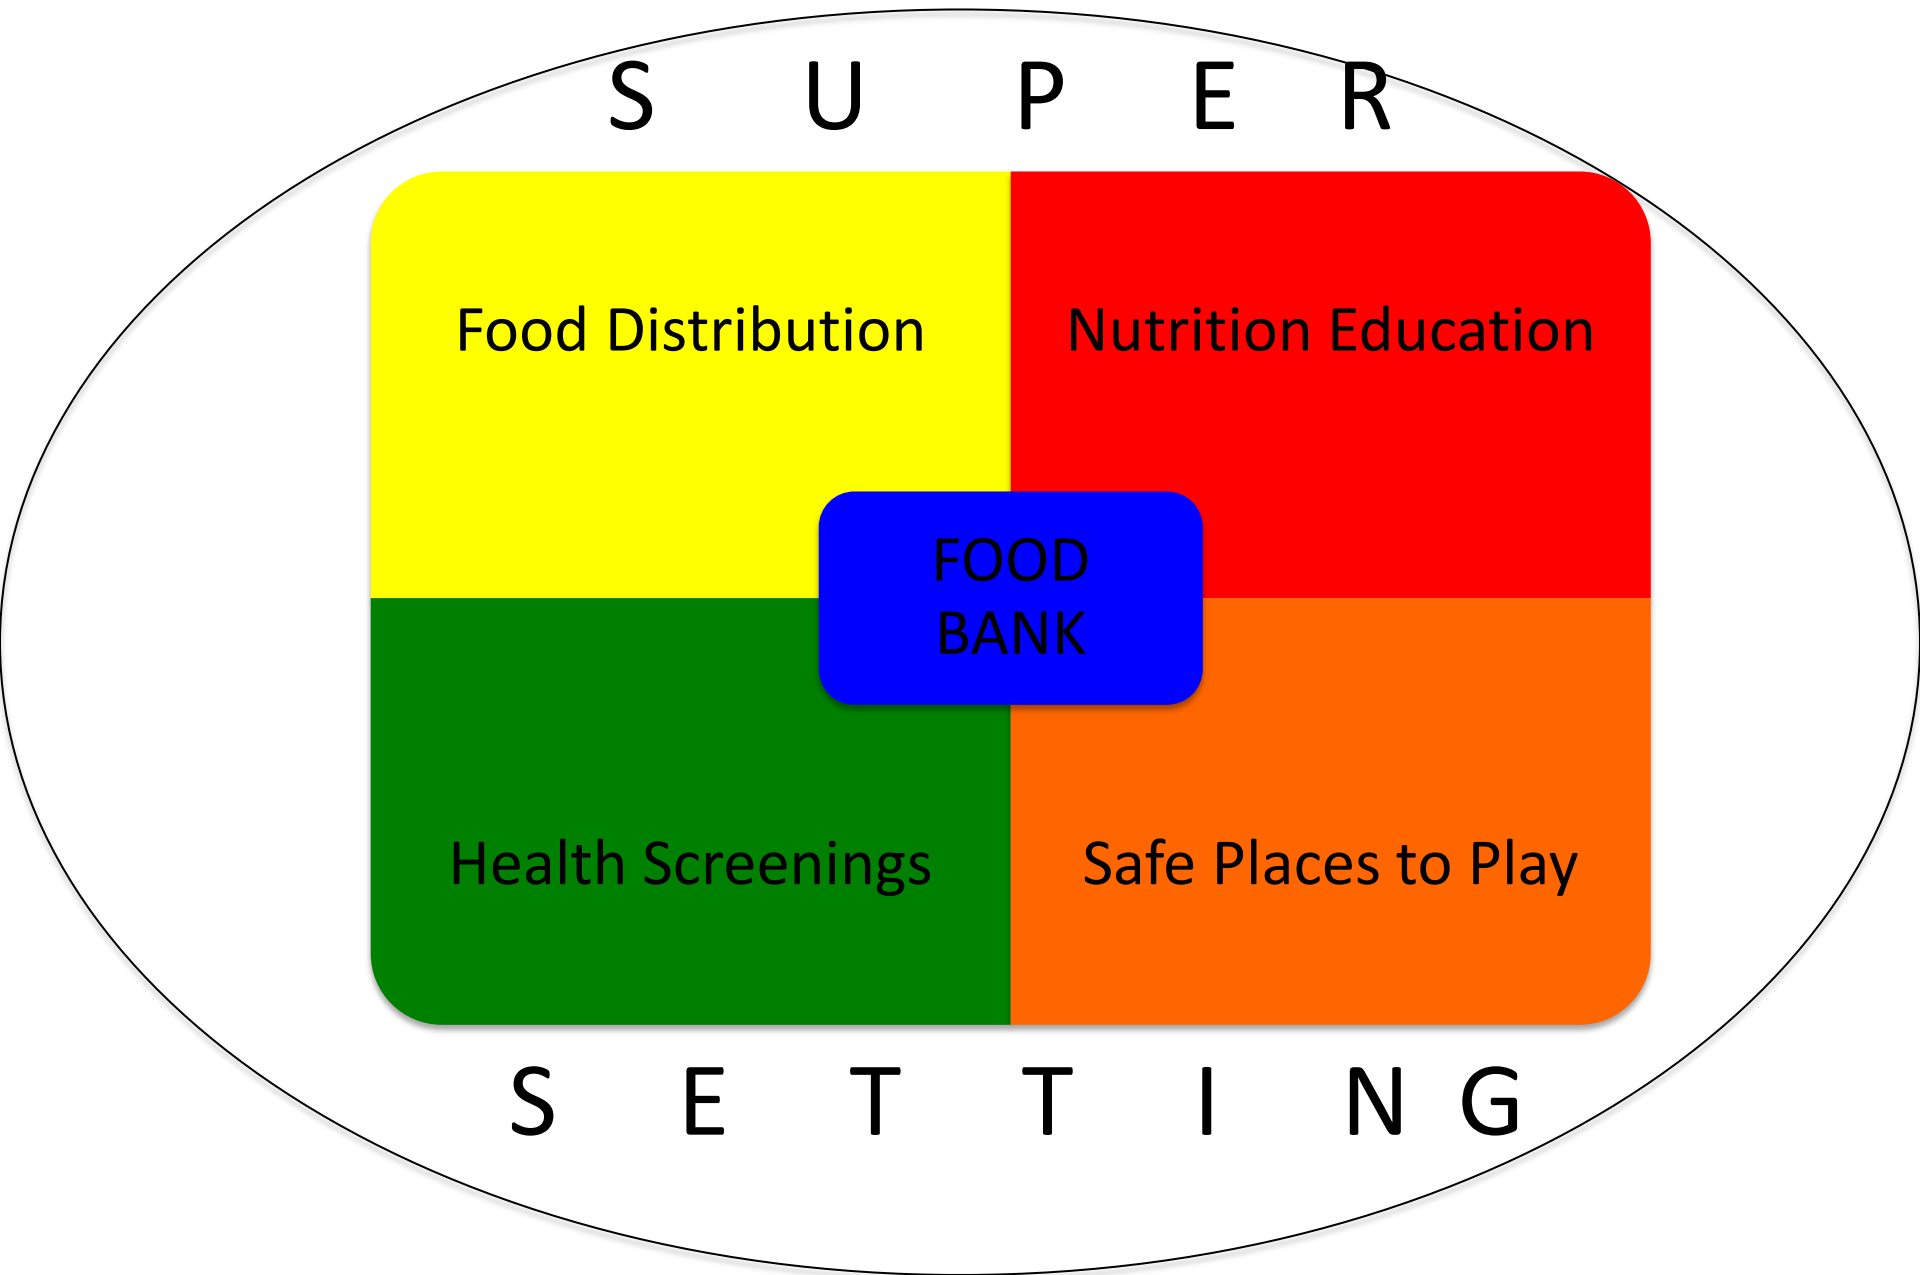 S U P E R
Food Distribution
Nutrition Education
FOOD
BANK
Health Screenings
Safe Places to Play
S E T T I N G